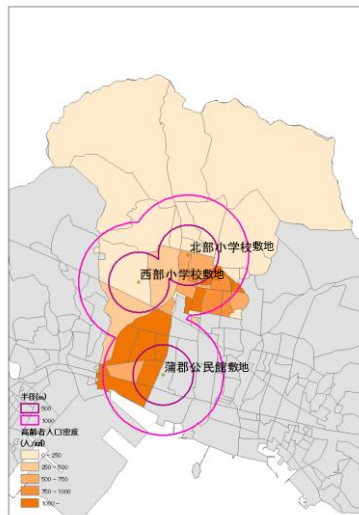 北部小学校敷地
西部小学校敷地
蒲郡公民館敷地
半径(m)
500
1000
高齢者人口密度
(人/k㎡)
0 - 250
250 - 500
500 - 750
750 - 1000
1000 -